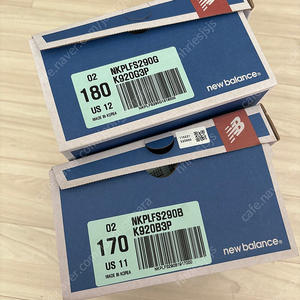 02
NKPLFS290G
K920G3P
180
US 12
MADE IN KOREA
new balance
02
NKPLFS290B
K920B3P
170
US 11
MADE IN KOREA
new balance